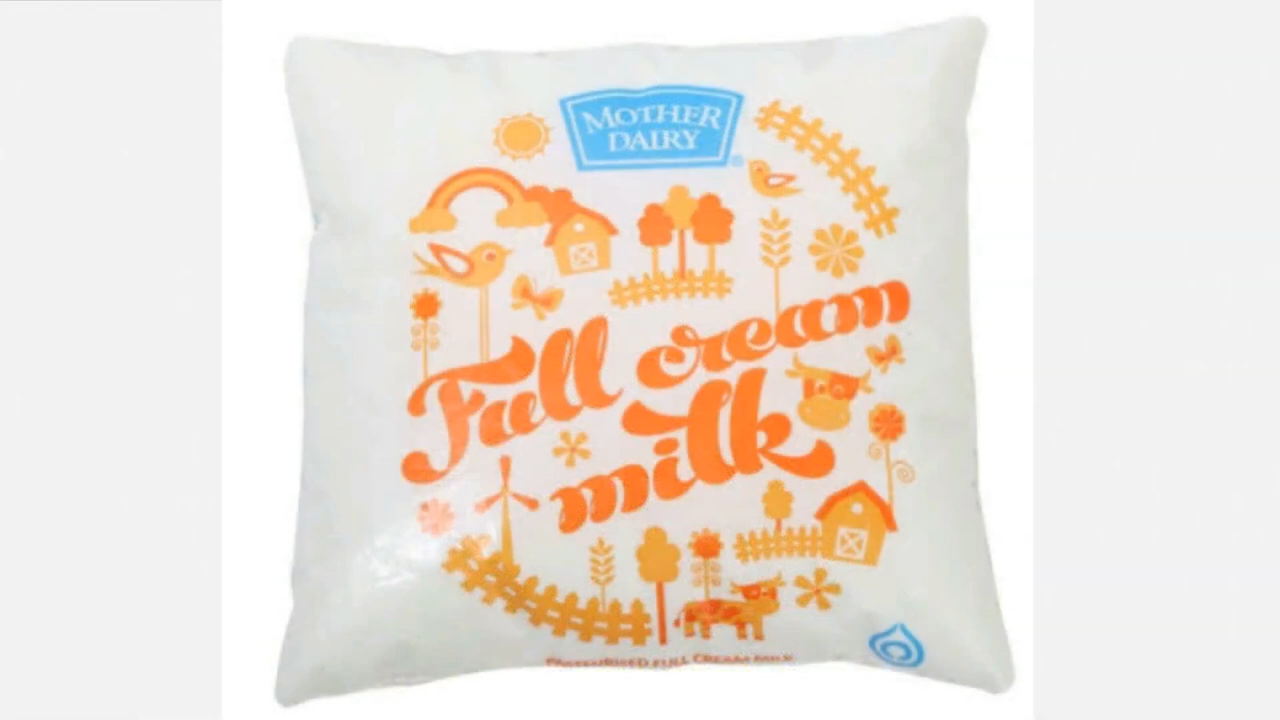 MOTHER
DAIRY
®
Full cream
milk
PASTEURISED FULL CREAM MILK